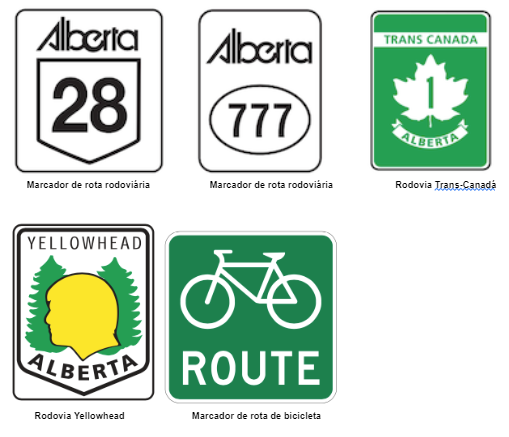 Alberta
28
Marcador de rota rodoviária
Alberta
777
Marcador de rota rodoviária
TRANS CANADA
1
ALBERTA
Rodovia Trans-Canadá
YELLOWHEAD
ALBERTA
Rodovia Yellowhead
ROUTE
Marcador de rota de bicicleta